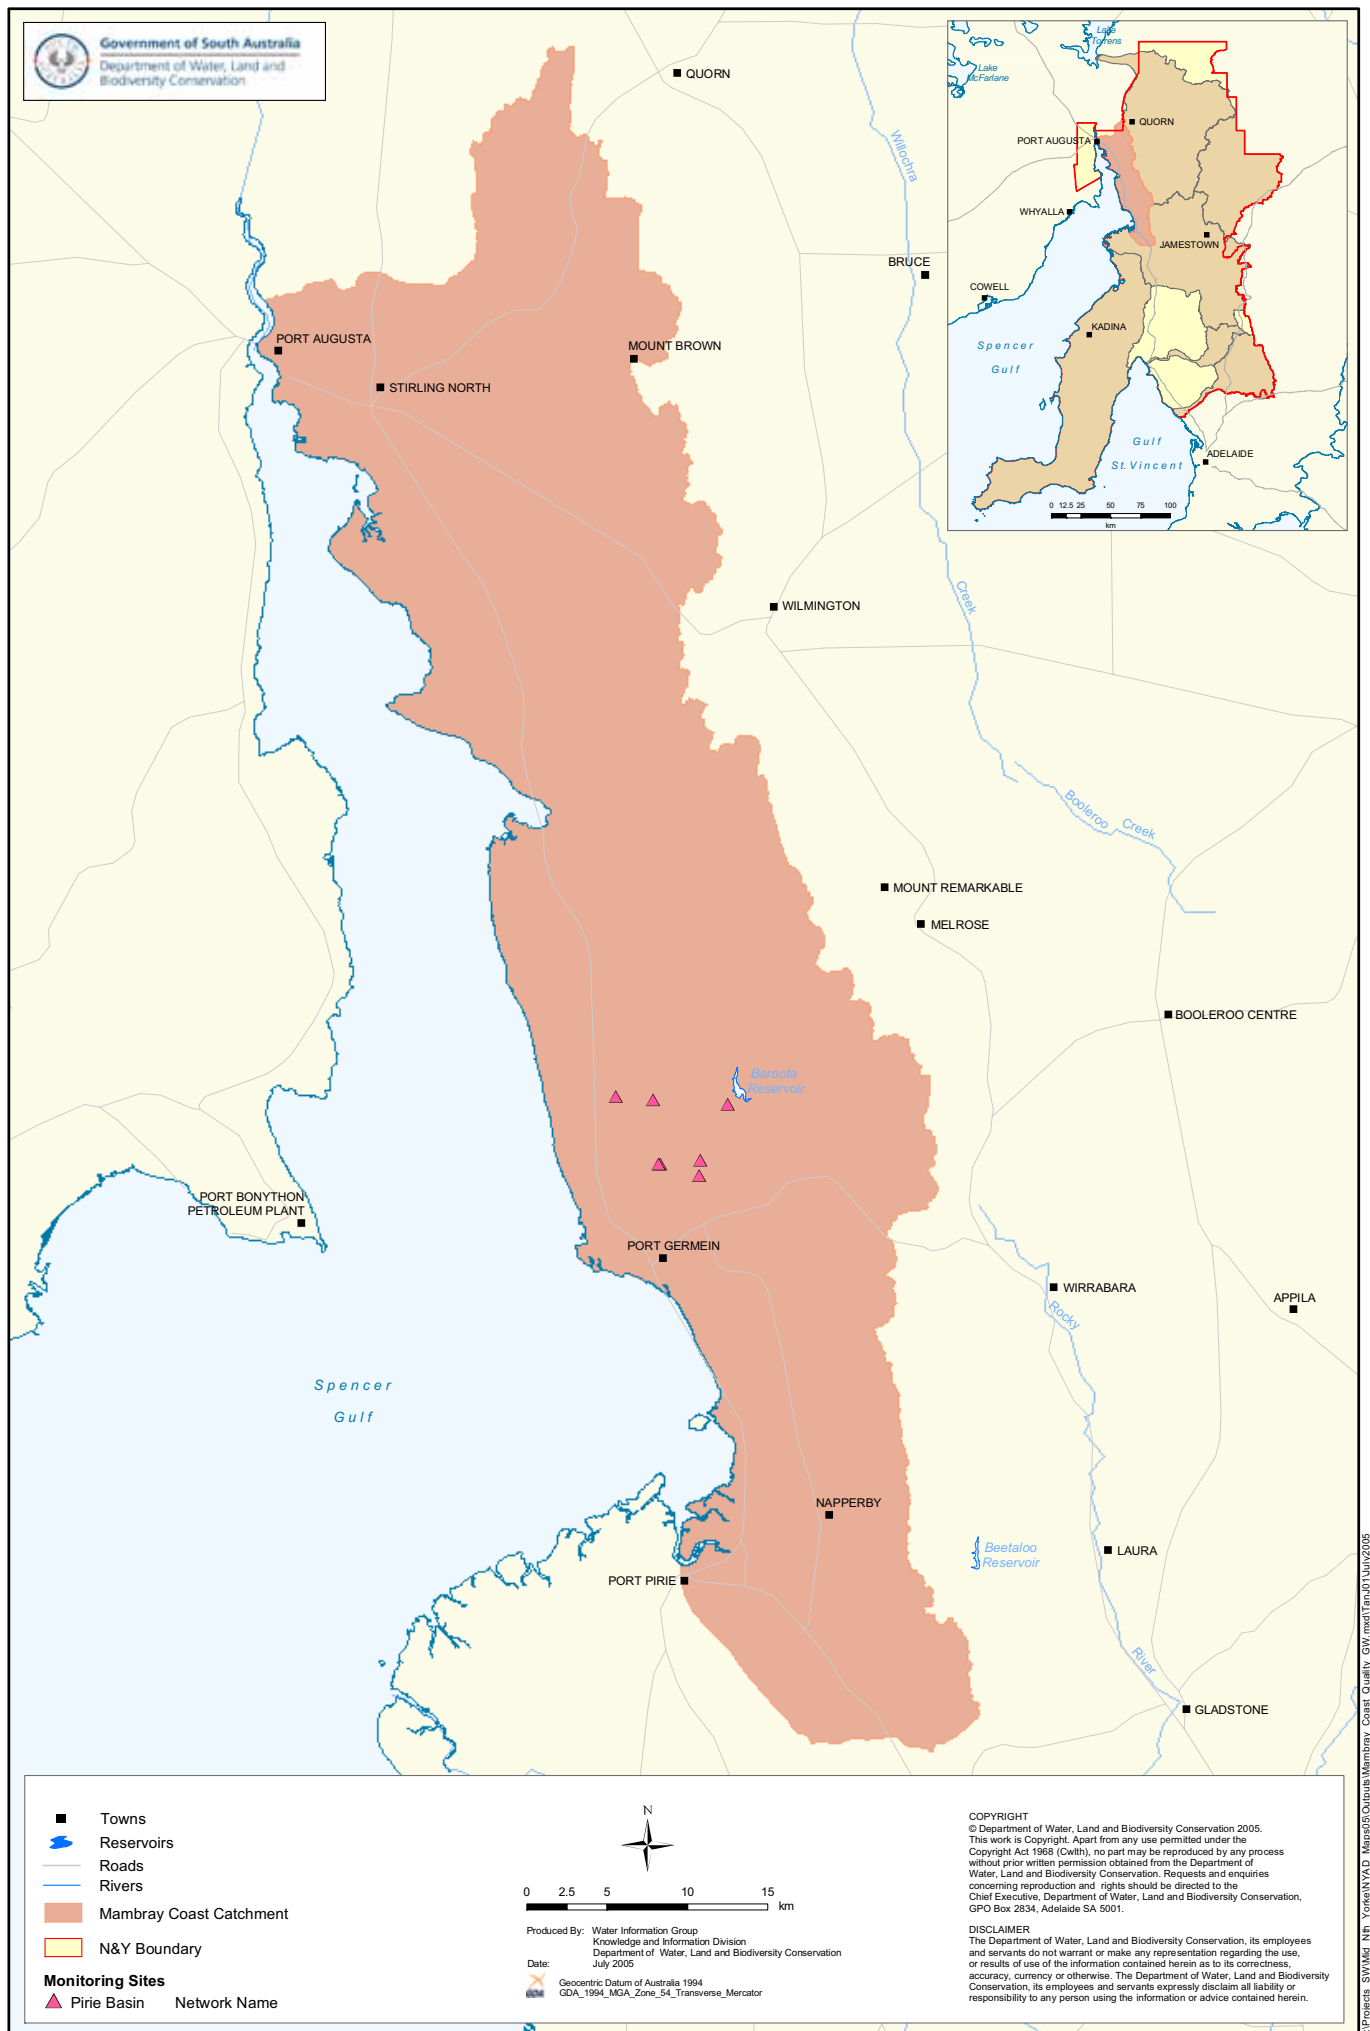 Government of South Australia
Department of Water, Land and
Biodiversity Conservation
QUORN
Willochra
BRUCE
PORT AUGUSTA
MOUNT BROWN
STIRLING NORTH
Lake
Torrens
Lake
McFarlane
QUORN
PORT AUGUSTA
WHYALLA
JAMESTOWN
COWELL
KADINA
Spencer
Gulf
Gulf
St. Vincent
ADELAIDE
0 12.5 25 50 75 100
km
Creek
WILMINGTON
Booleroo
Creek
MOUNT REMARKABLE
MELROSE
BOOLEROO CENTRE
Baroota
Reservoir
PORT BONYTHON
PETROLEUM PLANT
PORT GERMEIN
WIRRABARA
Rocky
APPILA
Spencer
Gulf
NAPPERBY
Beetaloo
Reservoir
LAURA
PORT PIRIE
River
GLADSTONE
Towns
Reservoirs
Roads
Rivers
Mambray Coast Catchment
N&Y Boundary
Monitoring Sites
Pirie Basin Network Name
N
0 2.5 5 10 15
km
Produced By: Water Information Group
Knowledge and Information Division
Department of Water, Land and Biodiversity Conservation
Date: July 2005
Geocentric Datum of Australia 1994
GDA_1994_MGA_Zone_54_Transverse_Mercator
COPYRIGHT
© Department of Water, Land and Biodiversity Conservation 2005.
This work is Copyright. Apart from any use permitted under the
Copyright Act 1968 (Cwlth), no part may be reproduced by any process
without prior written permission obtained from the Department of
Water, Land and Biodiversity Conservation. Requests and enquiries
concerning reproduction and rights should be directed to the
Chief Executive, Department of Water, Land and Biodiversity Conservation,
GPO Box 2834, Adelaide SA 5001.
DISCLAIMER
The Department of Water, Land and Biodiversity Conservation, its employees
and servants do not warrant or make any representation regarding the use,
or results of use of the information contained herein as to its correctness,
accuracy, currency or otherwise. The Department of Water, Land and Biodiversity
Conservation, its employees and servants expressly disclaim all liability or
responsibility to any person using the information or advice contained herein.
:\Projects_SW\Mid_Nth_Yorke\NYAD_Maps05\Outputs\Mambray_Coast_Quality_GW.mxd\TanJ01\July2005